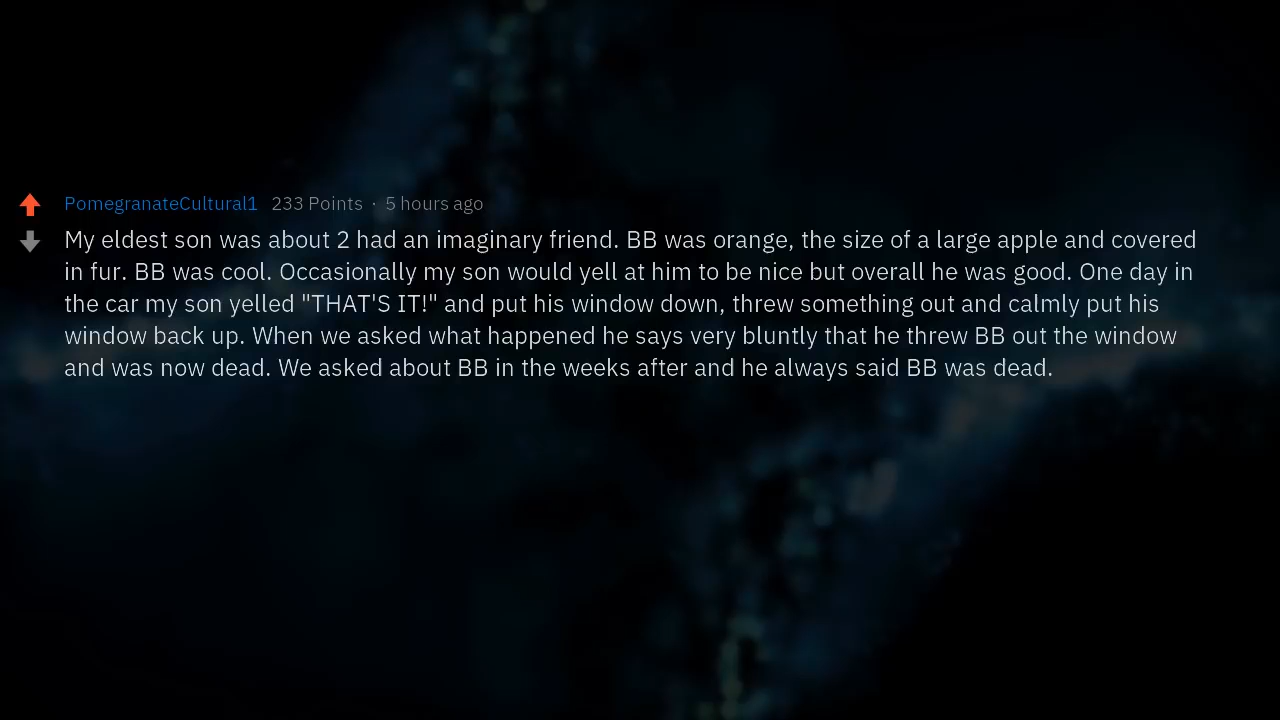 PomegranateCultural1 233 Points · 5 hours ago
My eldest son was about 2 had an imaginary friend. BB was orange, the size of a large apple and covered
in fur. BB was cool. Occasionally my son would yell at him to be nice but overall he was good. One day in
the car my son yelled "THAT'S IT!" and put his window down, threw something out and calmly put his
window back up. When we asked what happened he says very bluntly that he threw BB out the window
and was now dead. We asked about BB in the weeks after and he always said BB was dead.